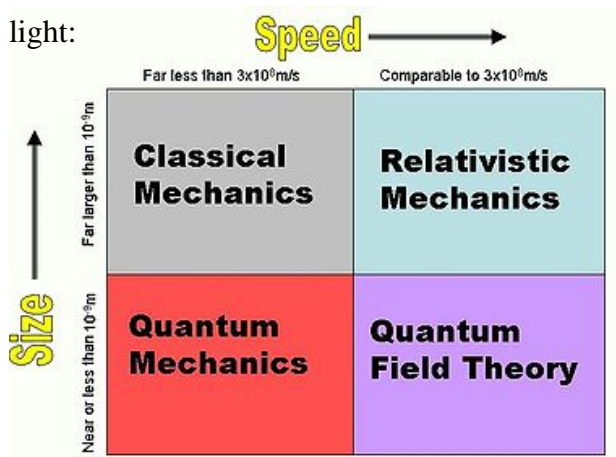 light:
Speed
Far less than 3x10⁸m/s
Comparable to 3x10⁸m/s
Size
Far larger than 10⁻⁹m
Classical
Mechanics
Relativistic
Mechanics
Near or less than 10⁻⁹m
Quantum
Mechanics
Quantum
Field Theory